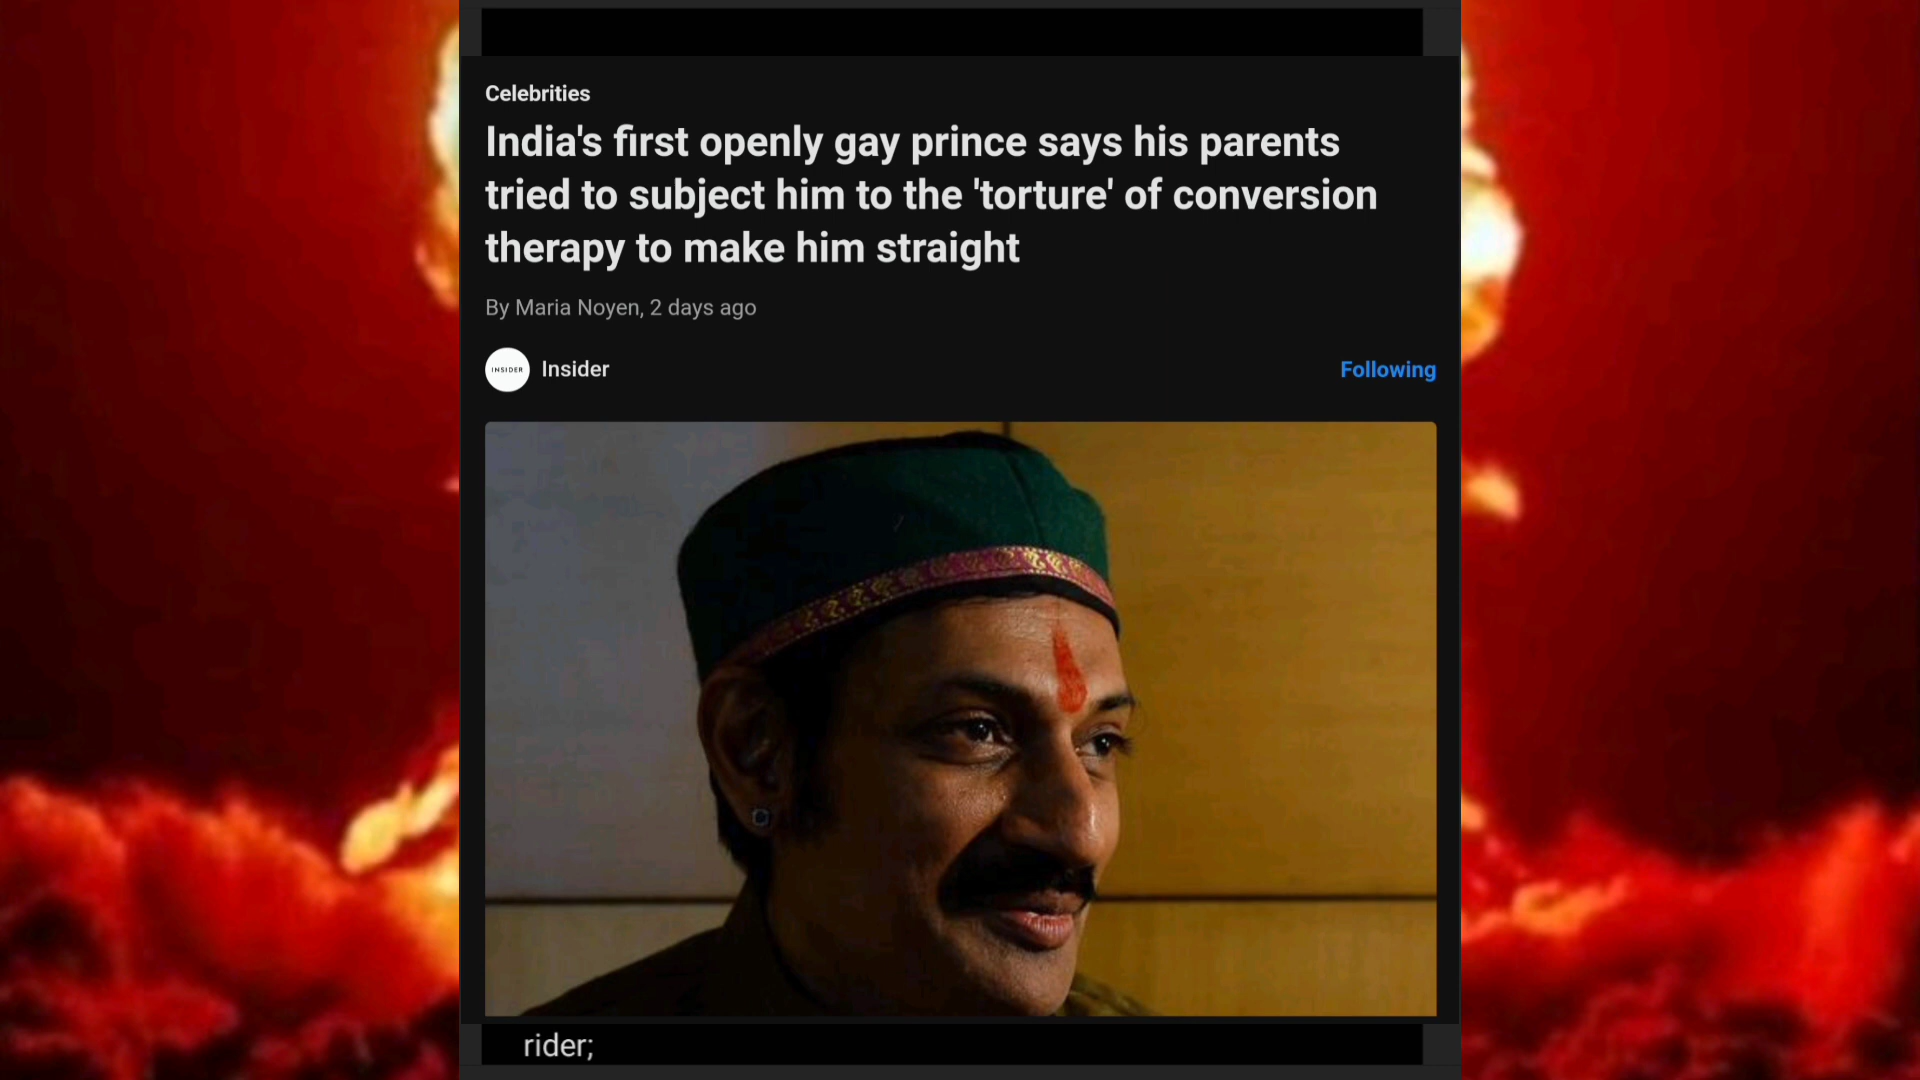 Celebrities
India's first openly gay prince says his parents
tried to subject him to the 'torture' of conversion
therapy to make him straight
By Maria Noyen, 2 days ago
INSIDER
Insider
Following
rider;